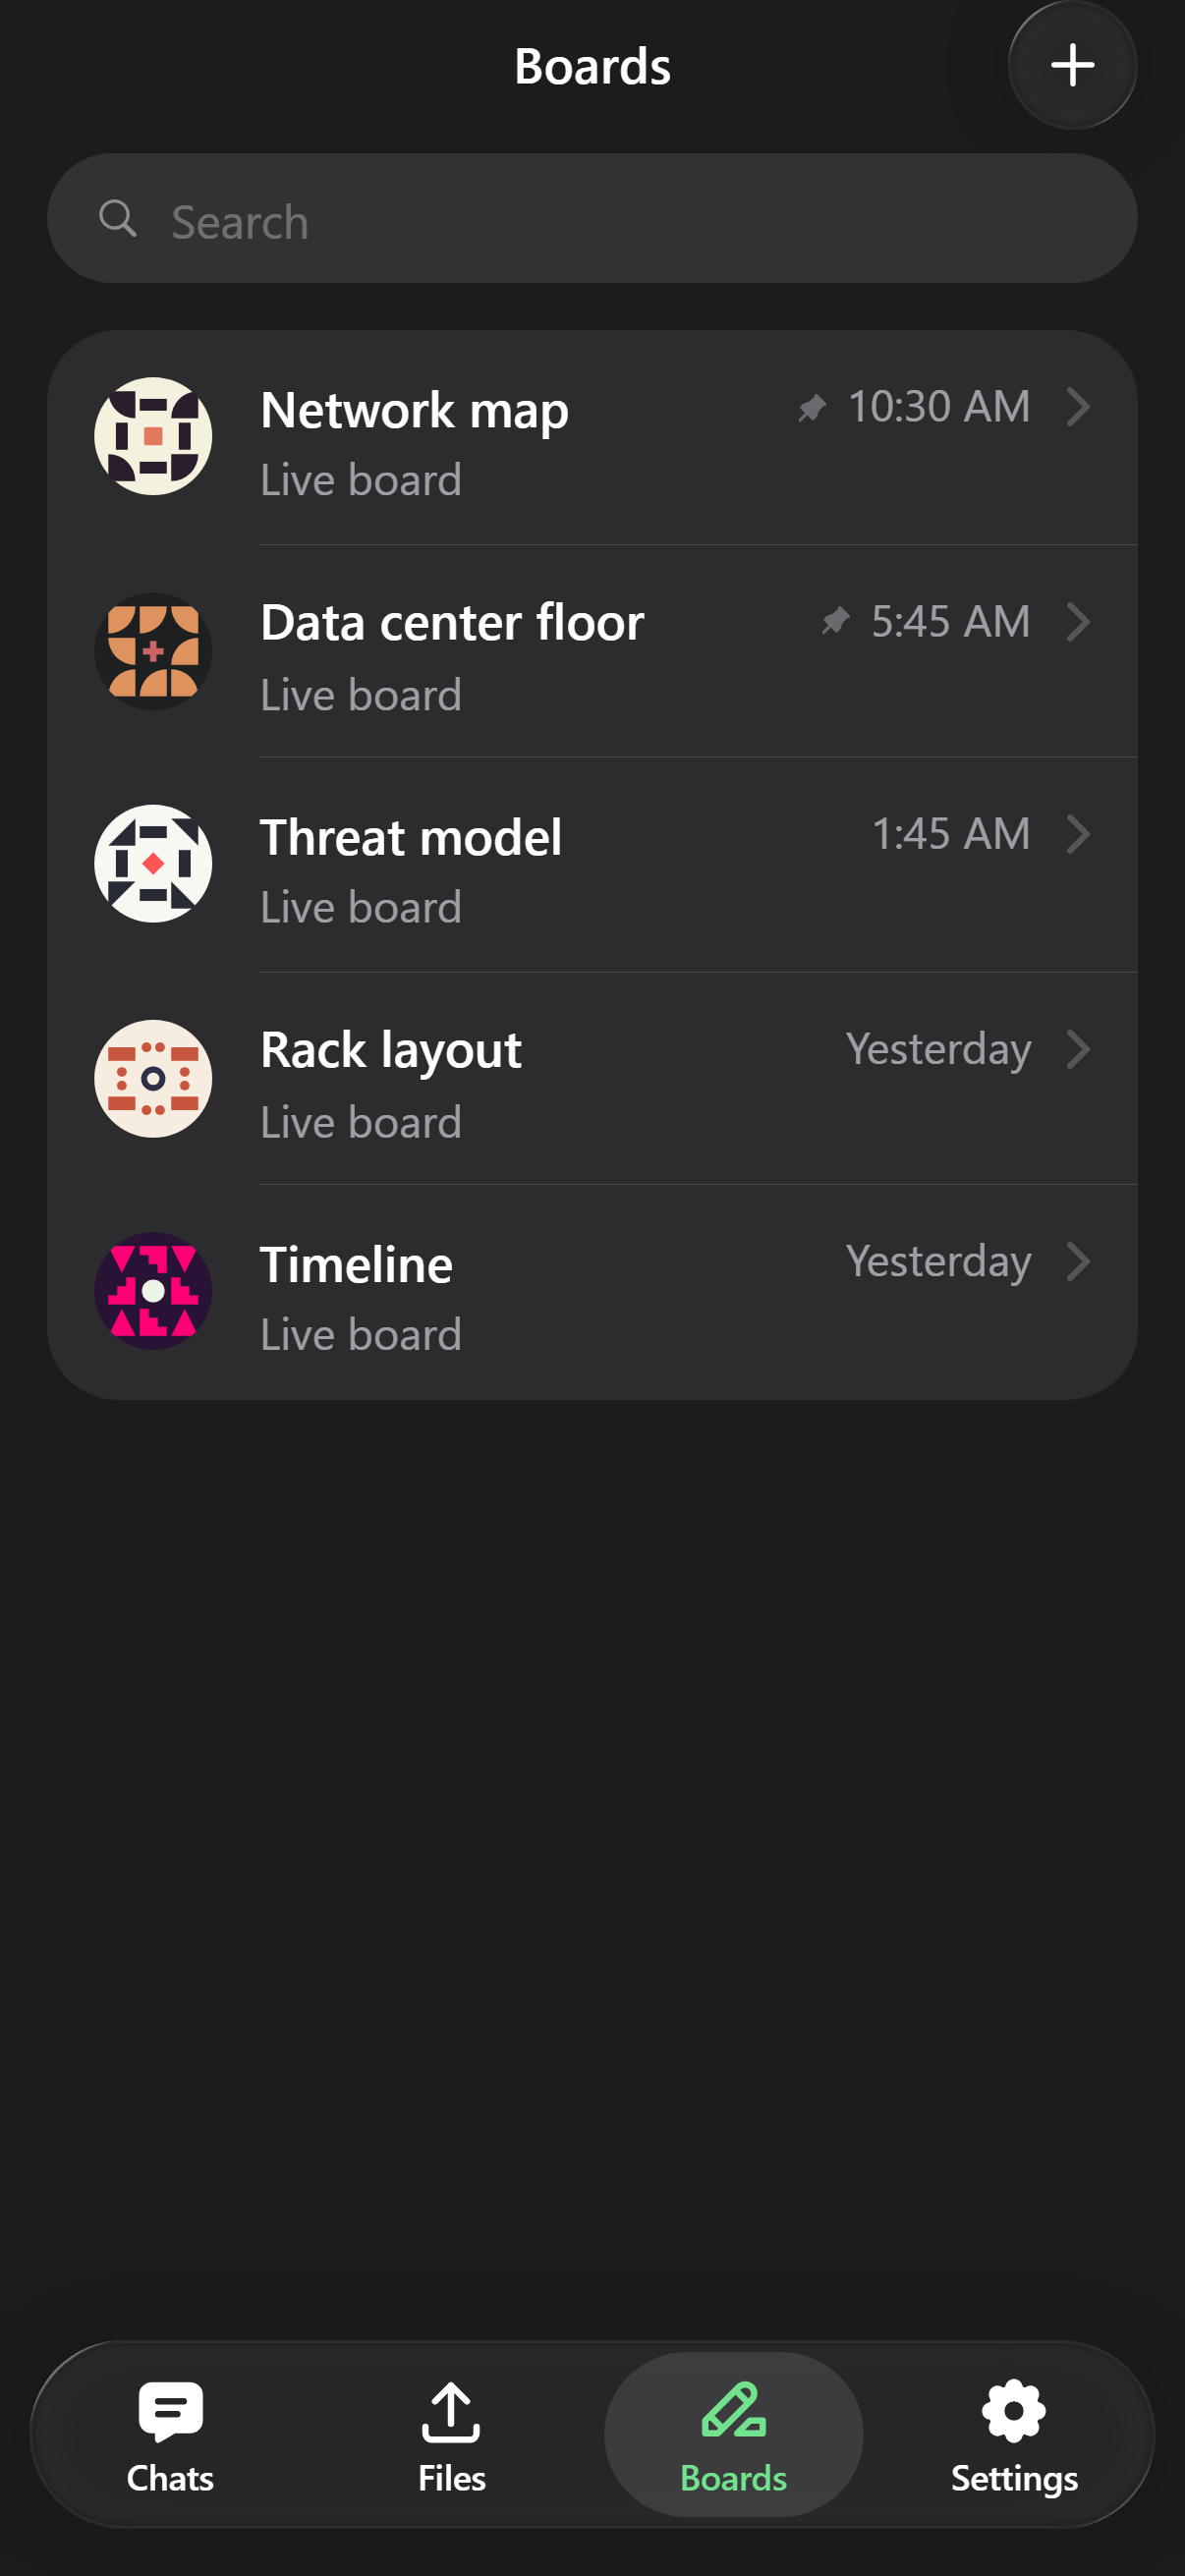 Boards
Search
Network map
10:30 AM
Live board
Data center floor
5:45 AM
Live board
Threat model
1:45 AM
Live board
Rack layout
Yesterday
Live board
Timeline
Yesterday
Live board
Chats
Files
Boards
Settings